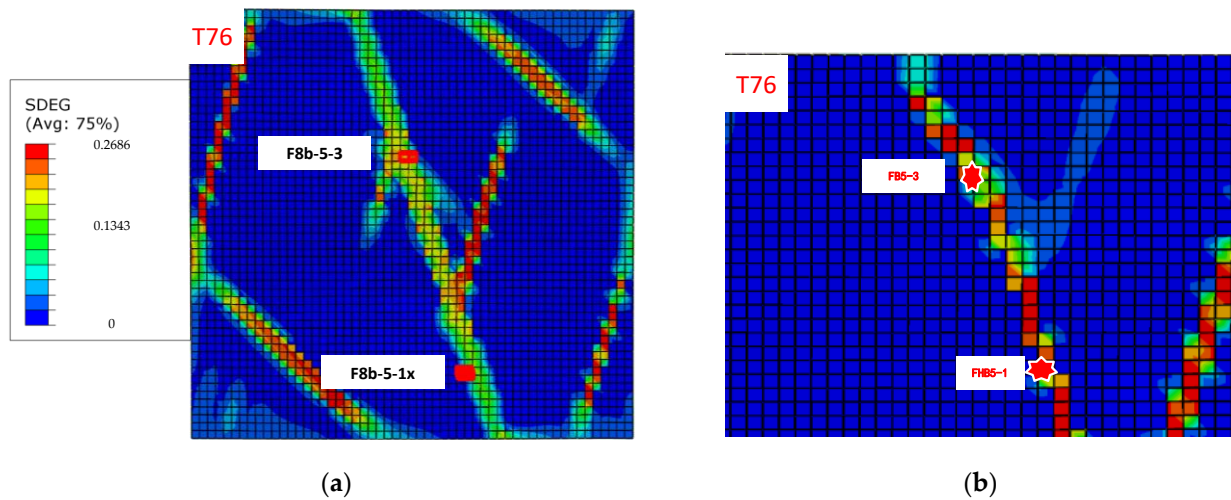 T76
SDEG
(Avg: 75%)
0.2686
0.1343
0
F8b-5-3
F8b-5-1x
(a)
T76
FB5-3
FHB5-1
(b)